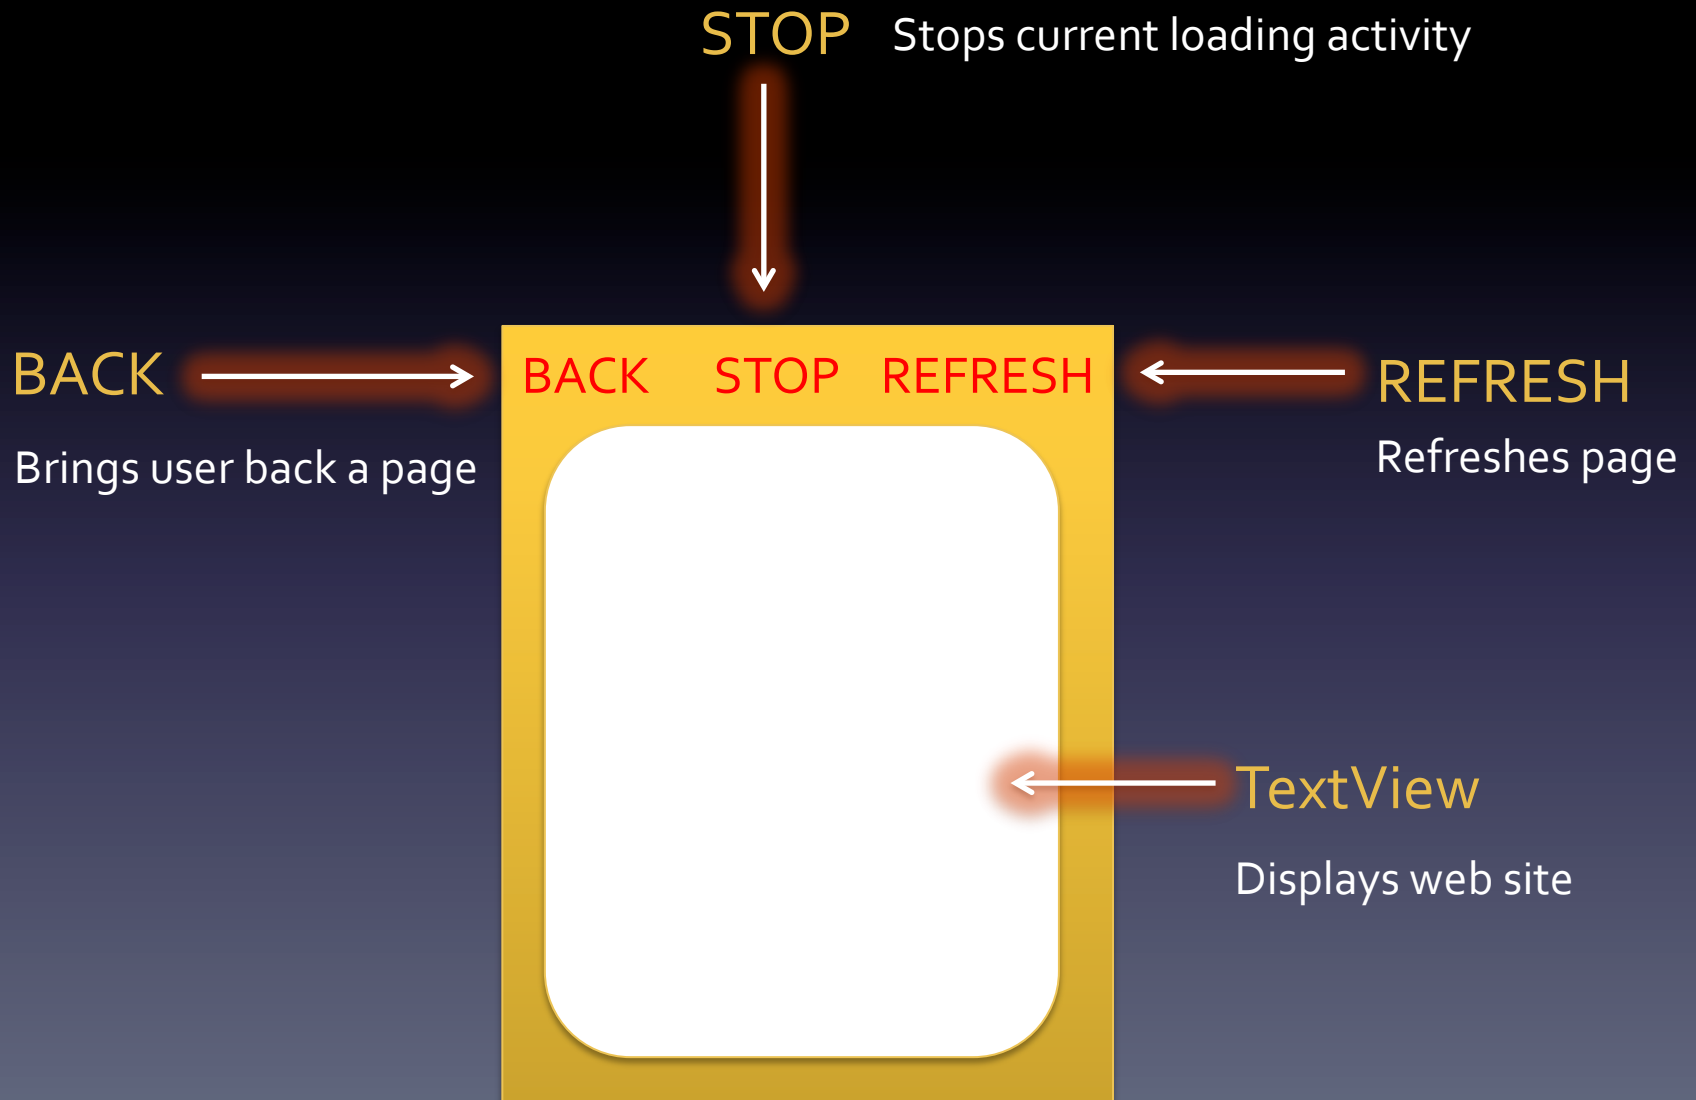 STOP Stops current loading activity
BACK
Brings user back a page
BACK STOP REFRESH
REFRESH
Refreshes page
TextView
Displays web site